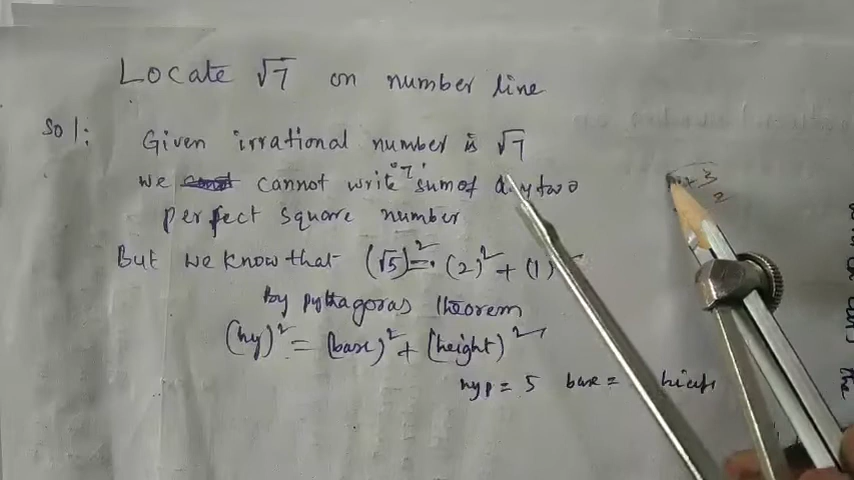 Locate √7 on number line
Sol: Given irrational number is √7
we cannot write "7" sum of any two
perfect square number
But we know that (√5)² = (2)² + (1)
By pythagoras theorem
(hy)² = (base)² + (height)²
hyp = 5 base =